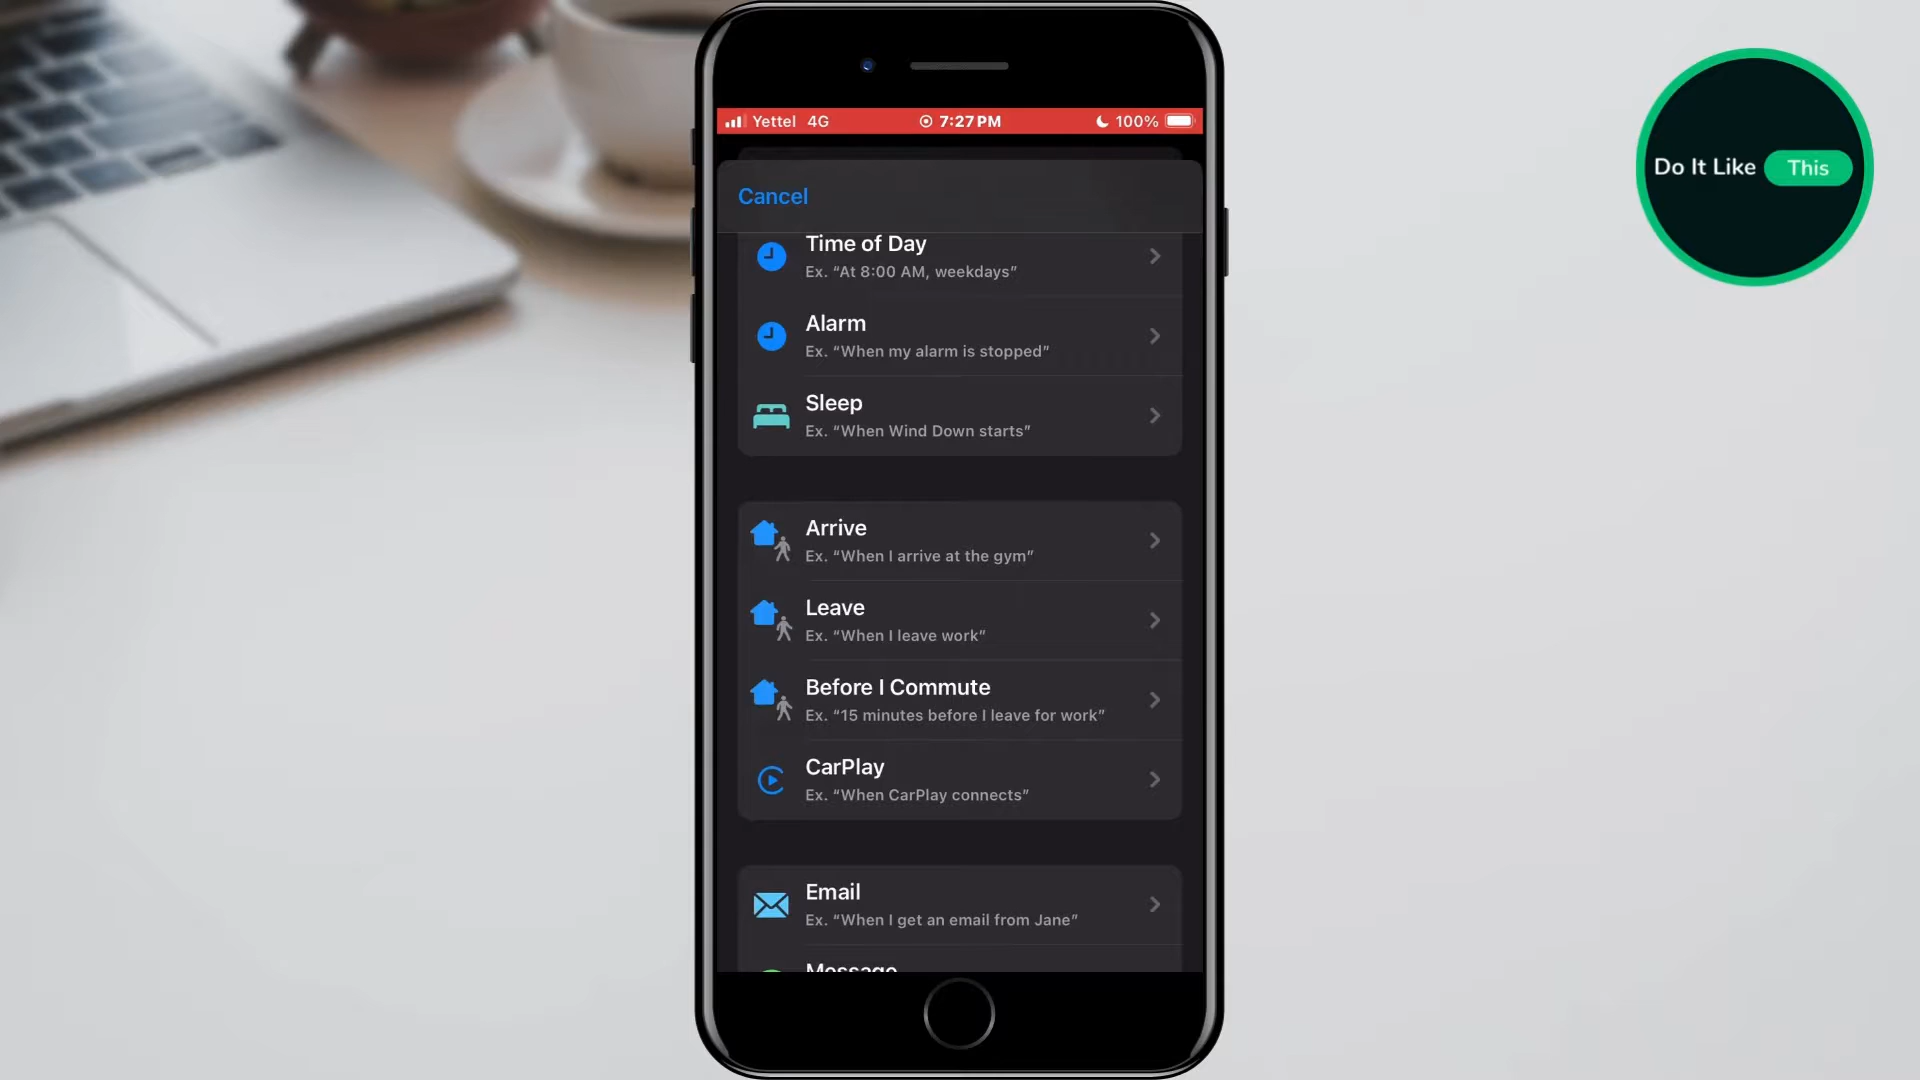 Yettel 4G 7:27 PM 100%
Do It Like This
Cancel
Time of Day
Ex. “At 8:00 AM, weekdays”
Alarm
Ex. “When my alarm is stopped”
Sleep
Ex. “When Wind Down starts”
Arrive
Ex. “When I arrive at the gym”
Leave
Ex. “When I leave work”
Before I Commute
Ex. “15 minutes before I leave for work”
CarPlay
Ex. “When CarPlay connects”
Email
Ex. “When I get an email from Jane”
Message